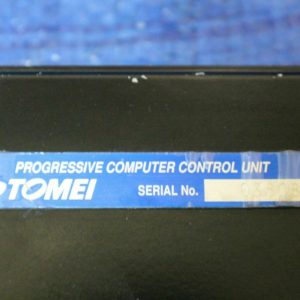 PROGRESSIVE COMPUTER CONTROL UNIT
TOMEI SERIAL No.